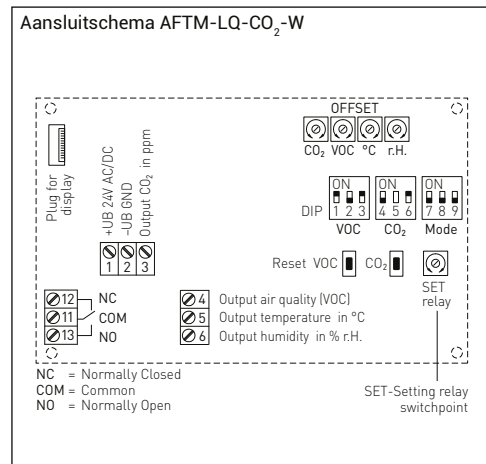 Aansluitschema AFTM-LQ-CO₂-W
OFFSET
CO₂ VOC °C r.H.
Plug for
display
+UB 24V AC/DC
–UB GND
Output CO₂ in ppm
1 2 3
ON ON ON
DIP 1 2 3 4 5 6 7 8 9
VOC CO₂ Mode
Reset VOC CO₂
SET
relay
12 NC
11 COM
13 NO
4 Output air quality (VOC)
5 Output temperature in °C
6 Output humidity in % r.H.
NC = Normally Closed
COM = Common
NO = Normally Open
SET-Setting relay
switchpoint